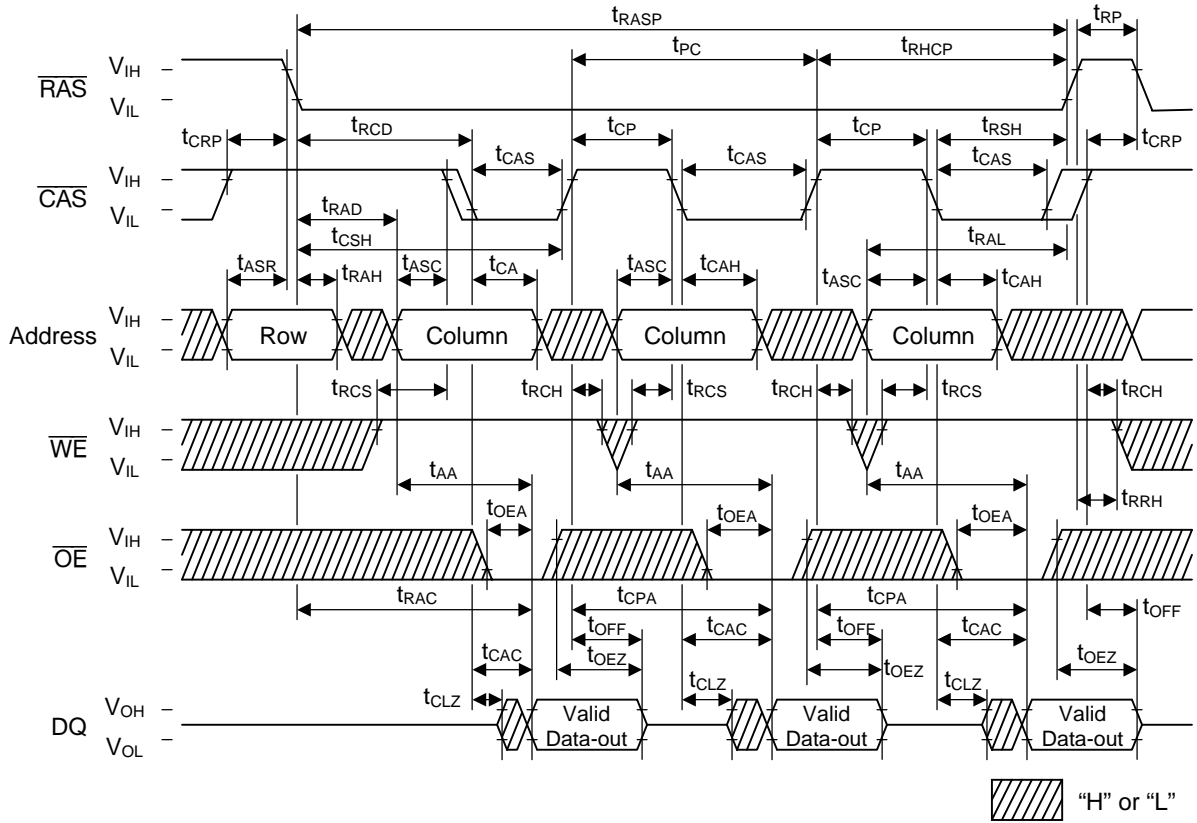 tRASP tRP
tPC tRHCP
RAS VIH
VIL
tCRP tRCD tCP tCP tRSH tCRP
tCAS tCAS tCAS
CAS VIH
VIL
tRAD
tCSH tRAL
tASR tRAH tASC tCA tASC tCAH tASC tCAH
Address VIH
VIL
Row Column Column Column
tRCS tRCH tRCS tRCH tRCS tRCH
WE VIH
VIL
tAA tAA tAA tRRH
tOEA tOEA tOEA
OE VIH
VIL
tRAC tCPA tCPA
tCAC tOFF tCAC tOFF tCAC tOFF
tOEZ tOEZ tOEZ
tCLZ tCLZ tCLZ
DQ VOH
VOL
Valid Data-out
Valid Data-out
Valid Data-out
“H” or “L”